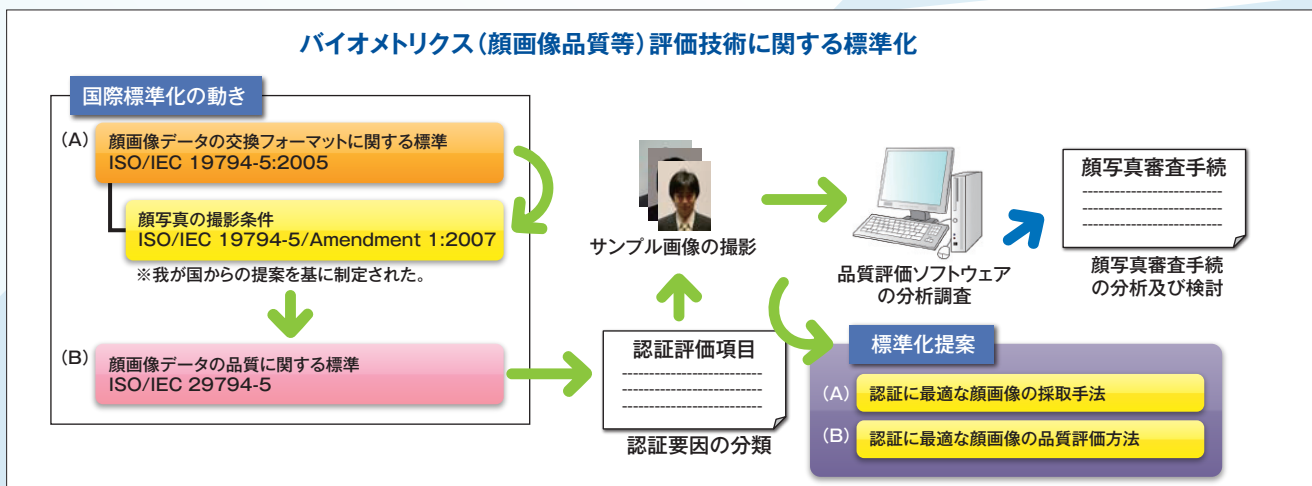 バイオメトリクス（顔画像品質等）評価技術に関する標準化
国際標準化の動き
(A)
顔画像データの交換フォーマットに関する標準
ISO/IEC 19794-5:2005
顔写真の撮影条件
ISO/IEC 19794-5/Amendment 1:2007
※我が国からの提案を基に制定された。
(B)
顔画像データの品質に関する標準
ISO/IEC 29794-5
サンプル画像の撮影
認証評価項目
認証要因の分類
品質評価ソフトウェア
の分析調査
顔写真審査手続
顔写真審査手続
の分析及び検討
標準化提案
(A)
認証に最適な顔画像の採取手法
(B)
認証に最適な顔画像の品質評価方法